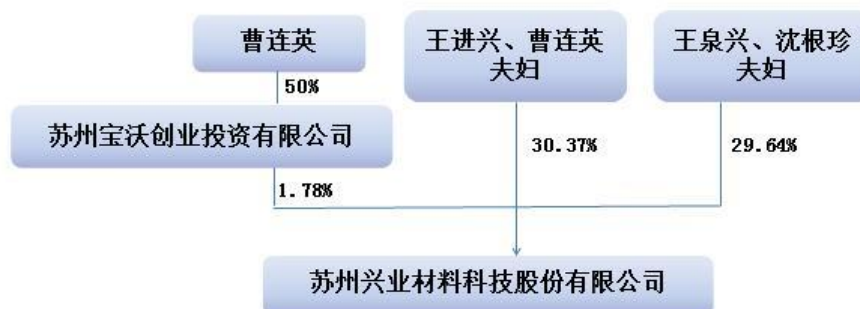 曹连英
王进兴、曹连英
夫妇
王泉兴、沈根珍
夫妇
50%
苏州宝沃创业投资有限公司
30.37%
29.64%
1.78%
苏州兴业材料科技股份有限公司